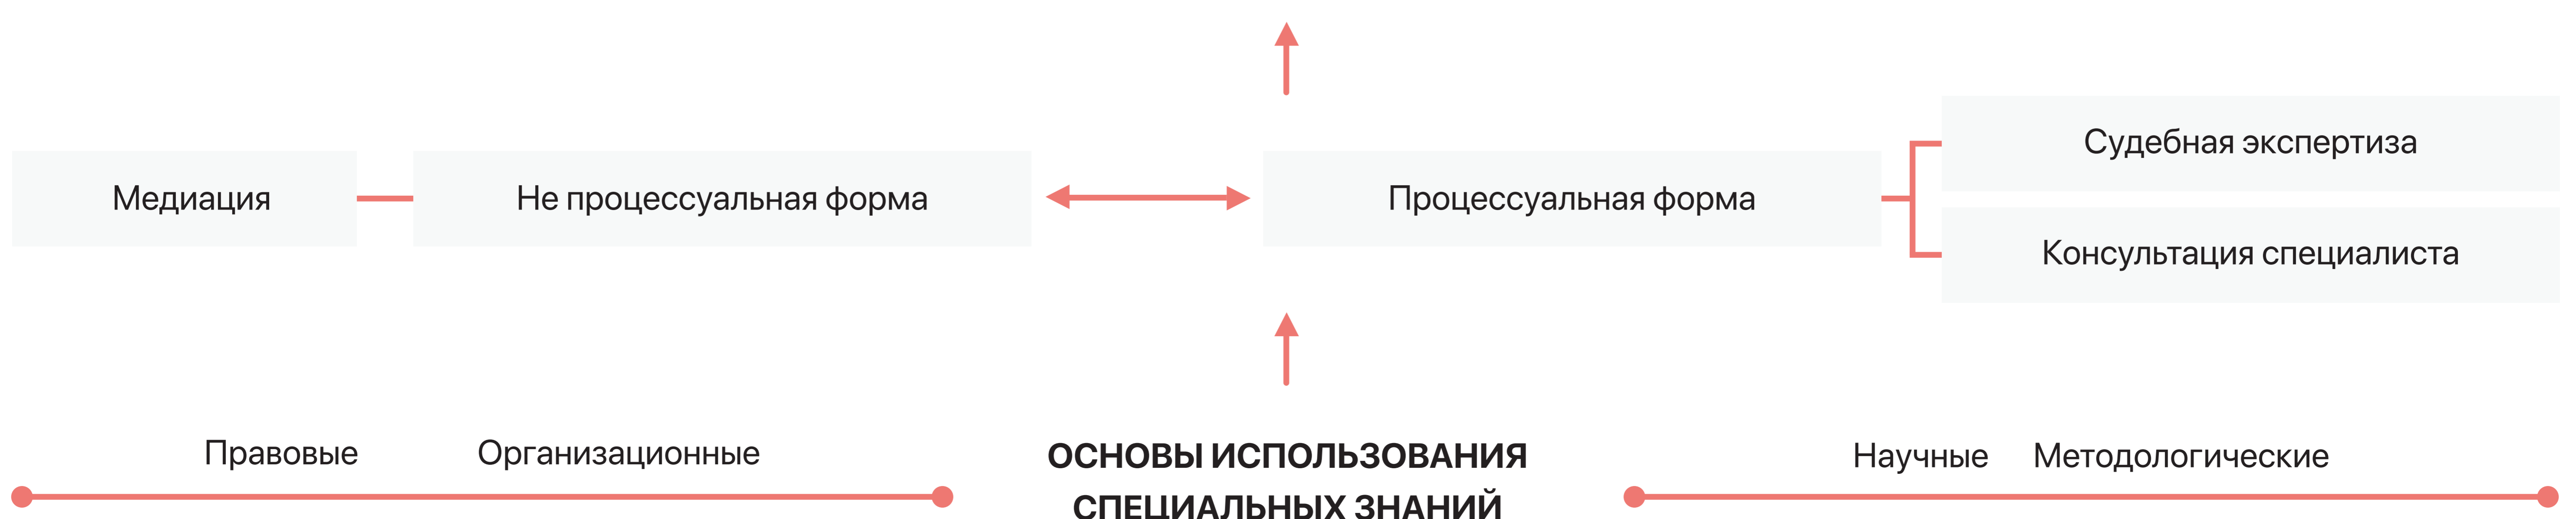 Судебная экспертиза
Медиация
Не процессуальная форма
Процессуальная форма
Консультация специалиста
Правовые
Организационные
ОСНОВЫ ИСПОЛЬЗОВАНИЯ
СПЕЦИАЛЬНЫХ ЗНАНИЙ
Научные
Методологические